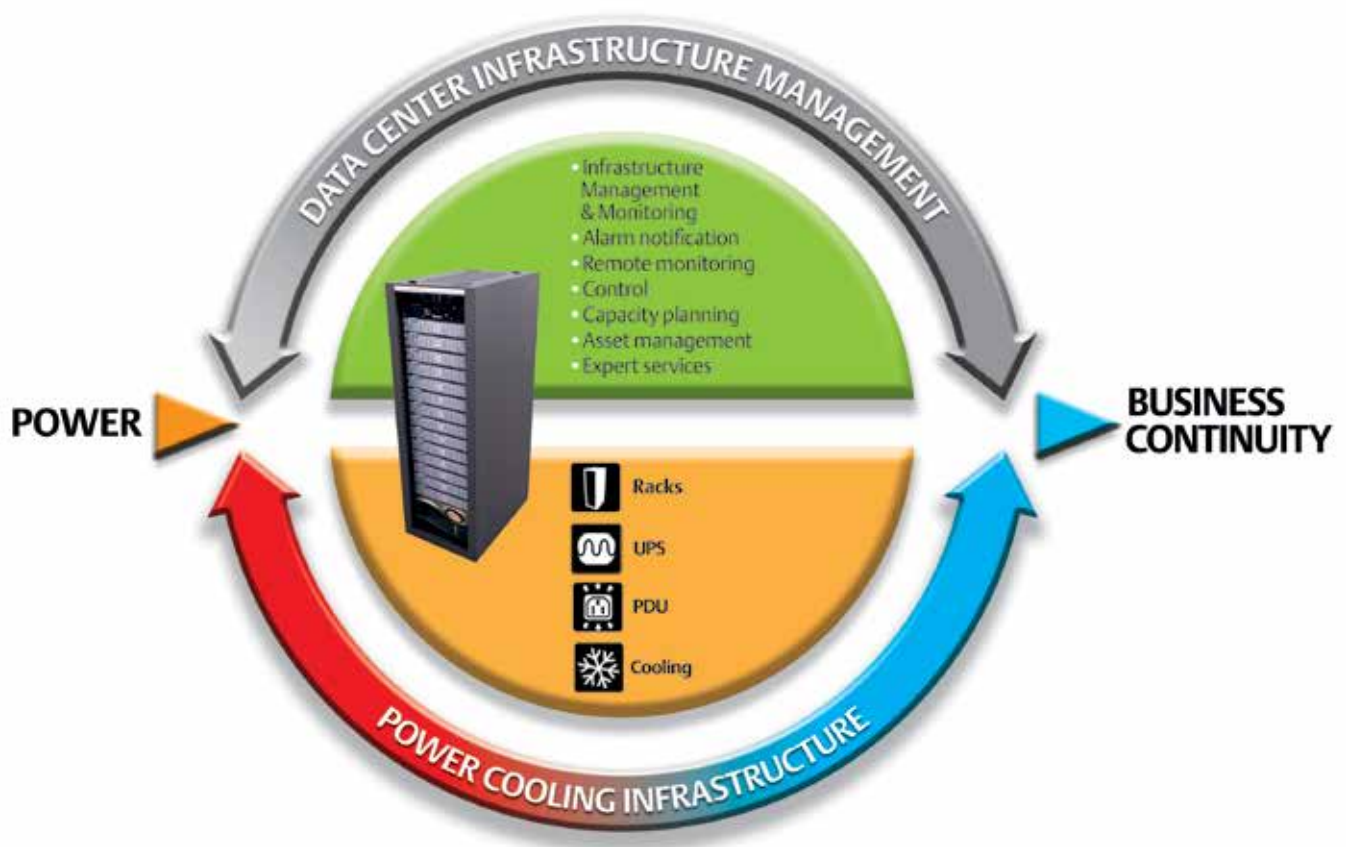 DATA CENTER INFRASTRUCTURE MANAGEMENT
• Infrastructure
Management
& Monitoring
• Alarm notification
• Remote monitoring
• Control
• Capacity planning
• Asset management
• Expert services
POWER
BUSINESS
CONTINUITY
Racks
UPS
PDU
Cooling
POWER COOLING INFRASTRUCTURE